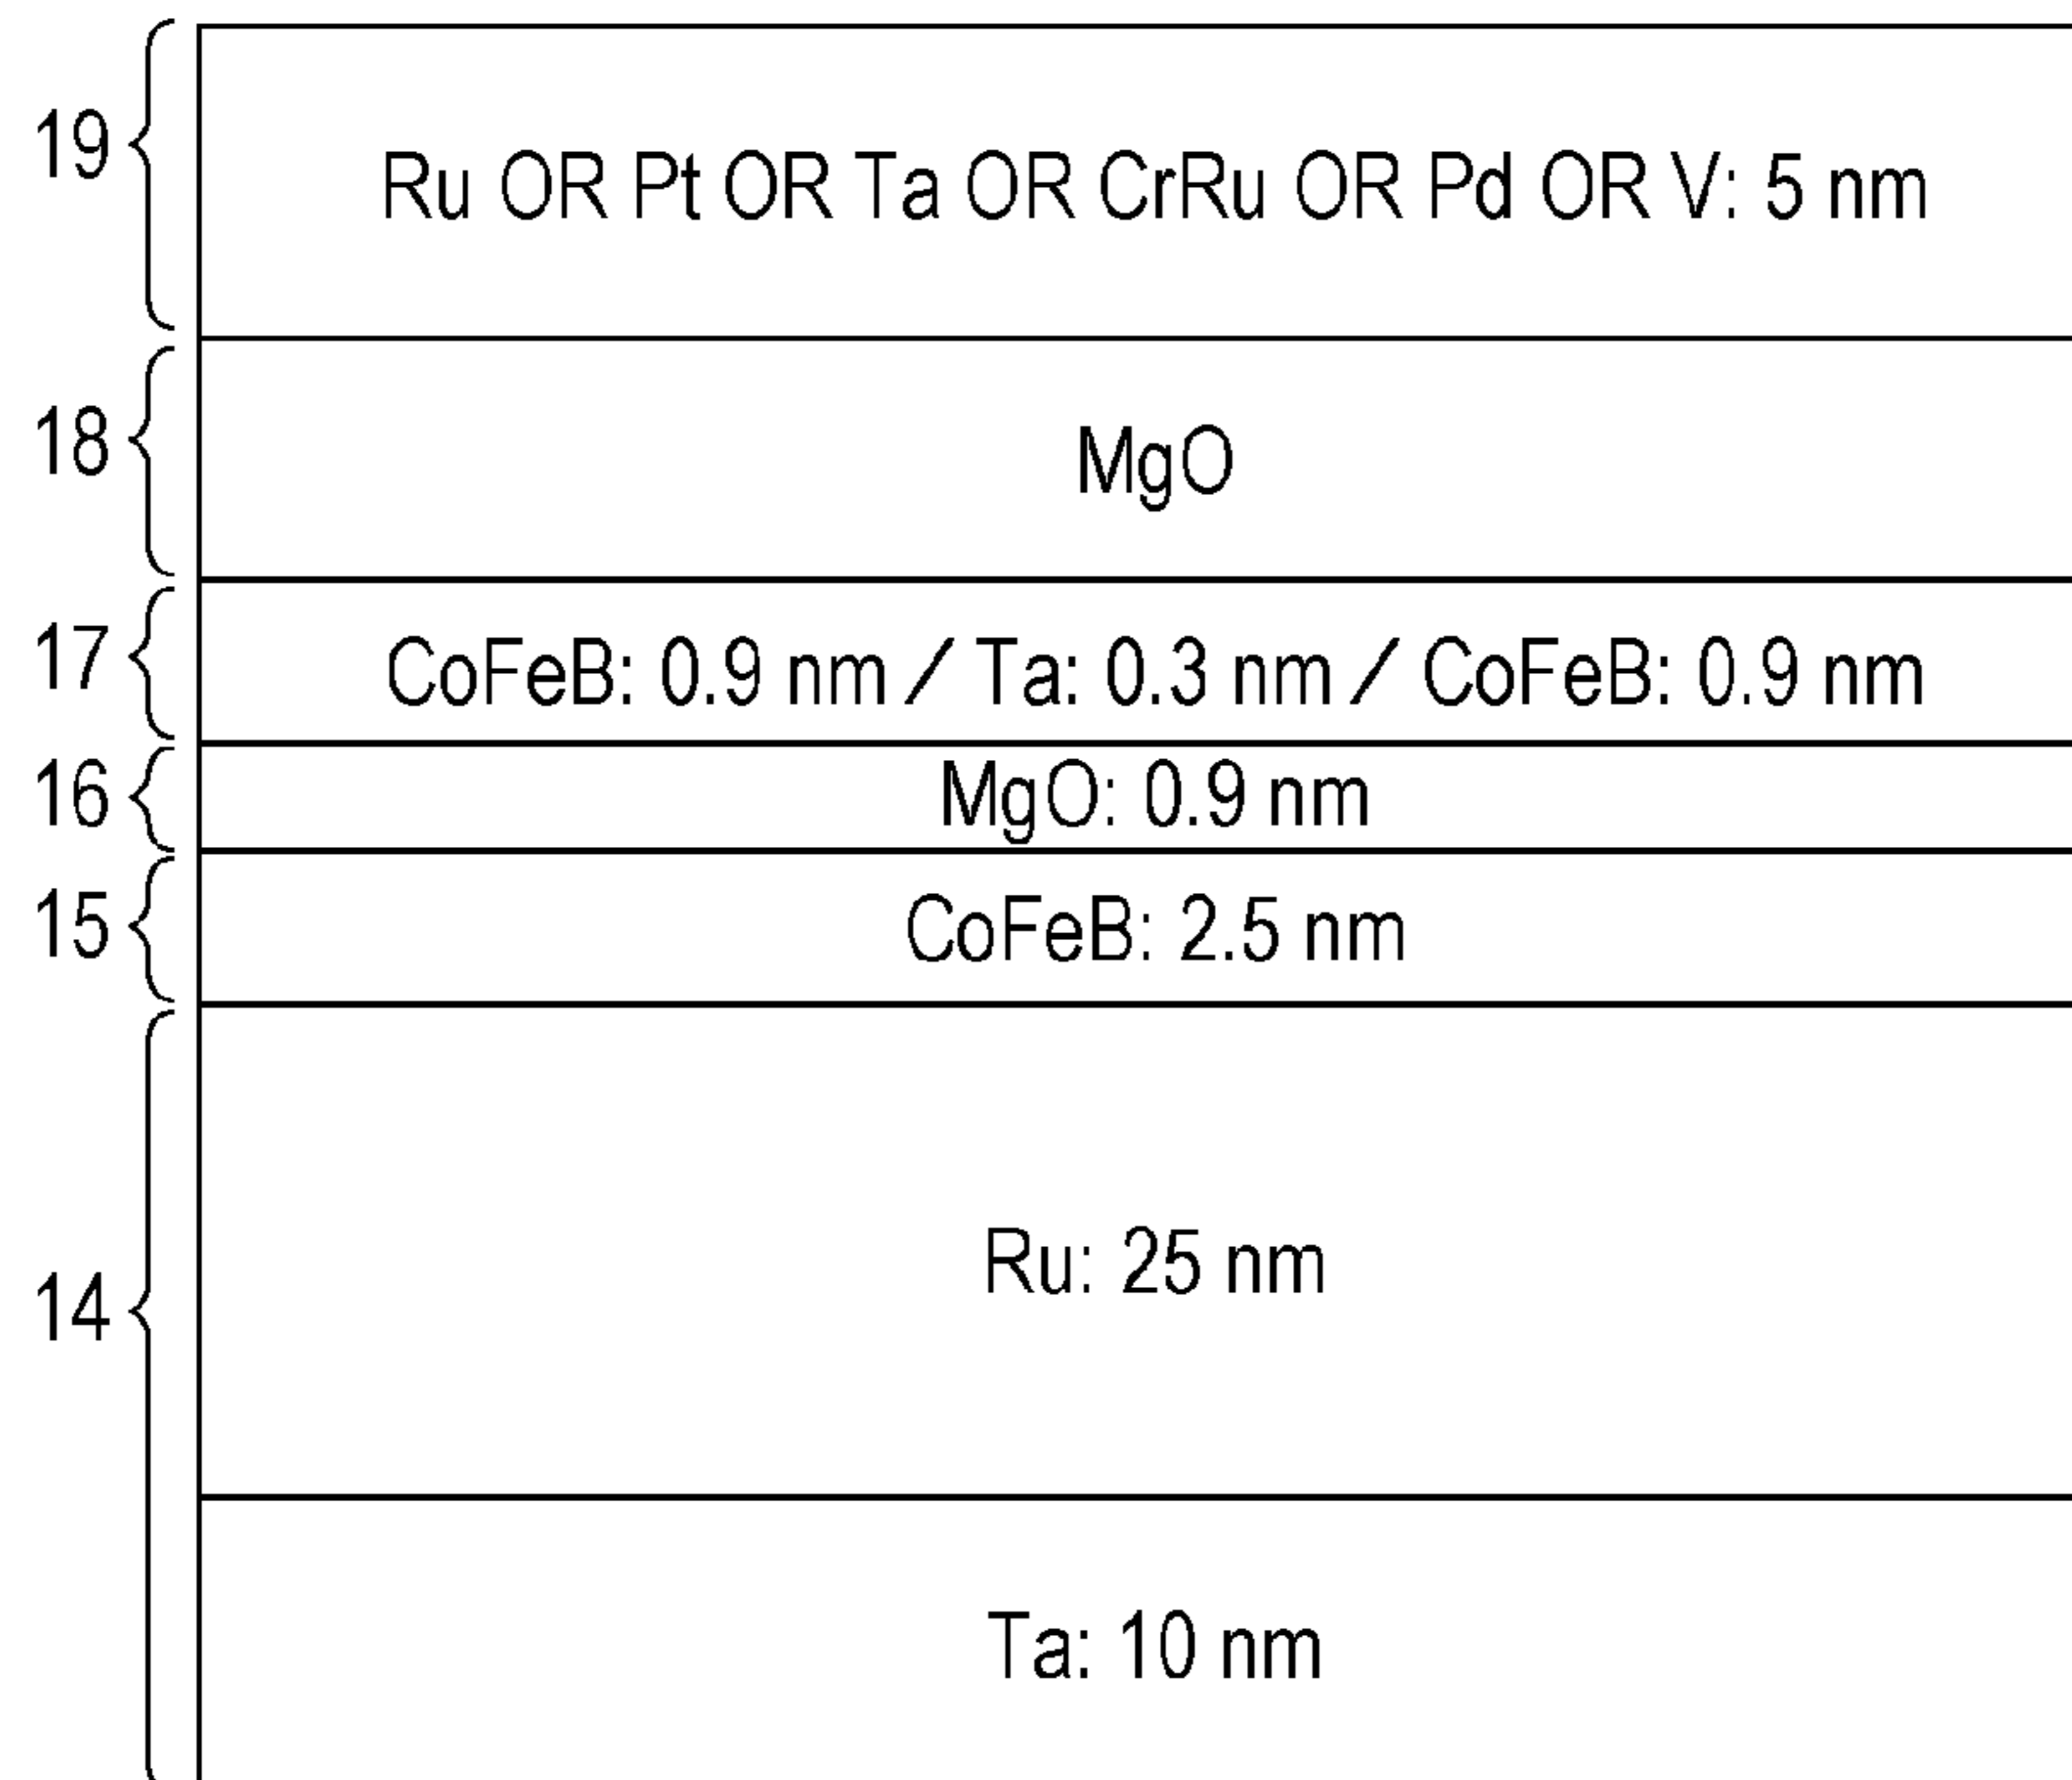 19 Ru OR Pt OR Ta OR CrRu OR Pd OR V: 5 nm
18 MgO
17 CoFeB: 0.9 nm / Ta: 0.3 nm / CoFeB: 0.9 nm
16 MgO: 0.9 nm
15 CoFeB: 2.5 nm
Ru: 25 nm
14
Ta: 10 nm